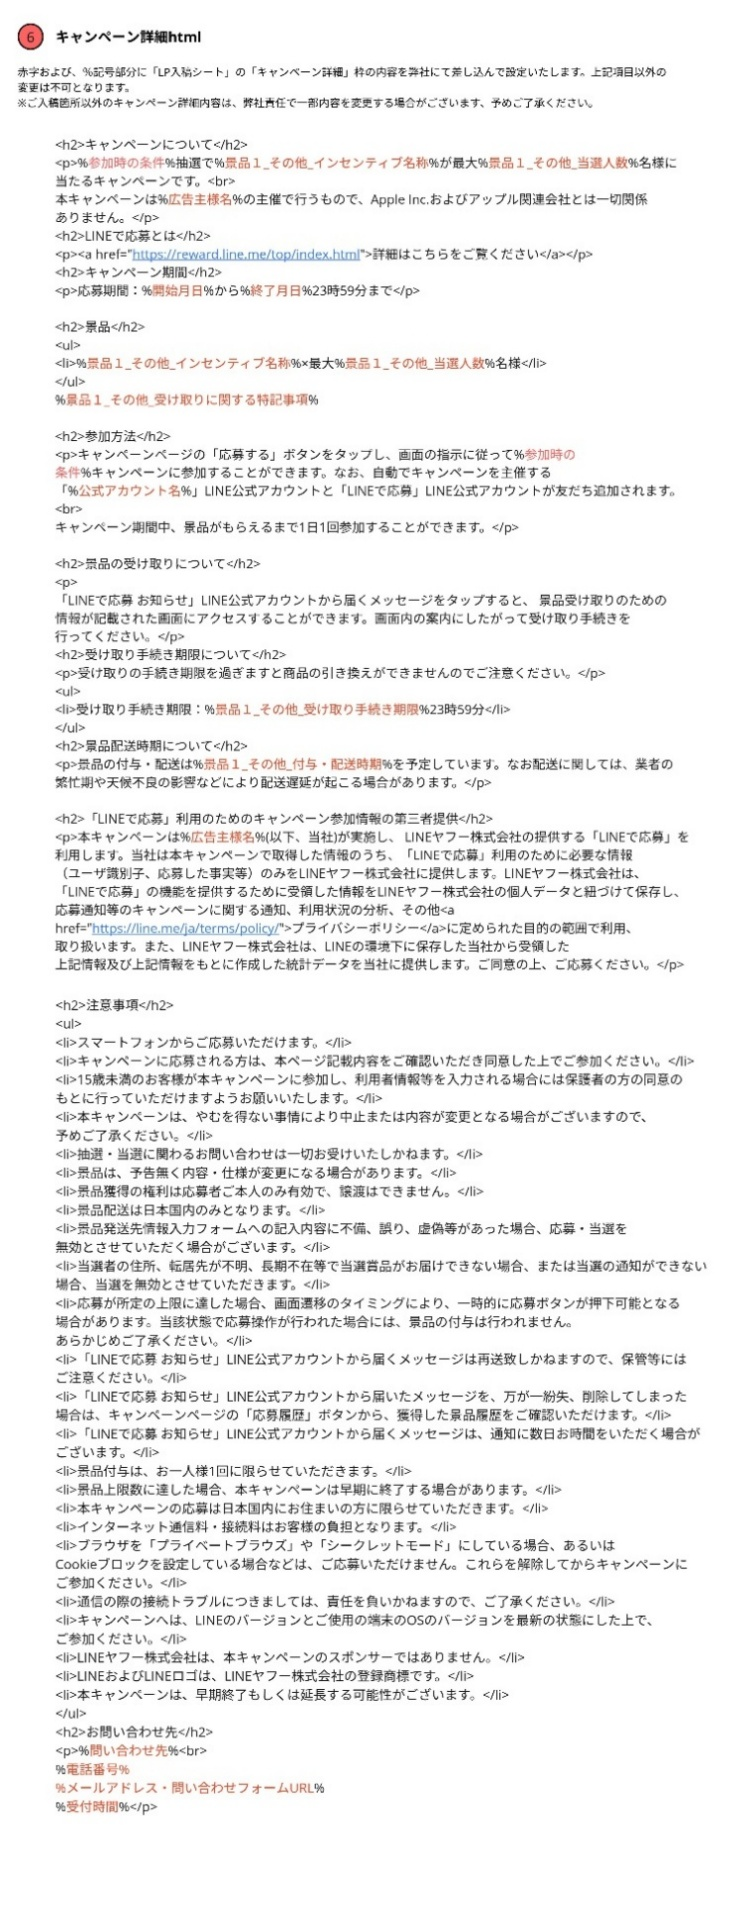 6 キャンペーン詳細html
赤字および、%記号部分に「LP入稿シート」の「キャンペーン詳細」枠の内容を弊社にて差し込んで設定いたします。上記項目以外の
変更は不可となります。
※ご入稿箇所以外のキャンペーン詳細内容は、弊社責任で一部内容を変更する場合がございます、予めご了承ください。
<h2>キャンペーンについて</h2>
<p>%参加時の条件%抽選で%景品１_その他_インセンティブ名称%が最大%景品１_その他_当選人数%名様に
当たるキャンペーンです。<br>
本キャンペーンは%広告主様名%の主催で行うもので、Apple Inc.およびアップル関連会社とは一切関係
ありません。</p>
<h2>LINEで応募とは</h2>
<p><a href="https://reward.line.me/top/index.html">詳細はこちらをご覧ください</a></p>
<h2>キャンペーン期間</h2>
<p>応募期間：%開始月日%から%終了月日%23時59分まで</p>
<h2>景品</h2>
<ul>
<li>%景品１_その他_インセンティブ名称%×最大%景品１_その他_当選人数%名様</li>
</ul>
%景品１_その他_受け取りに関する特記事項%
<h2>参加方法</h2>
<p>キャンペーンページの「応募する」ボタンをタップし、画面の指示に従って%参加時の
条件%キャンペーンに参加することができます。なお、自動でキャンペーンを主催する
「%公式アカウント名%」LINE公式アカウントと「LINEで応募」LINE公式アカウントが友だち追加されます。
<br>
キャンペーン期間中、景品がもらえるまで1日1回参加することができます。</p>
<h2>景品の受け取りについて</h2>
<p>
「LINEで応募 お知らせ」LINE公式アカウントから届くメッセージをタップすると、 景品受け取りのための
情報が記載された画面にアクセスすることができます。画面内の案内にしたがって受け取り手続きを
行ってください。</p>
<h2>受け取り手続き期限について</h2>
<p>受け取りの手続き期限を過ぎますと商品の引き換えができませんのでご注意ください。</p>
<ul>
<li>受け取り手続き期限：%景品１_その他_受け取り手続き期限%23時59分</li>
</ul>
<h2>景品配送時期について</h2>
<p>景品の付与・配送は%景品１_その他_付与・配送時期%を予定しています。なお配送に関しては、業者の
繁忙期や天候不良の影響などにより配送遅延が起こる場合があります。</p>
<h2>「LINEで応募」利用のためのキャンペーン参加情報の第三者提供</h2>
<p>本キャンペーンは%広告主様名%(以下、当社)が実施し、 LINEヤフー株式会社の提供する「LINEで応募」を
利用します。当社は本キャンペーンで取得した情報のうち、「LINEで応募」利用のために必要な情報
（ユーザ識別子、応募した事実等）のみをLINEヤフー株式会社に提供します。LINEヤフー株式会社は、
「LINEで応募」の機能を提供するために受領した情報をLINEヤフー株式会社の個人データと紐づけて保存し、
応募通知等のキャンペーンに関する通知、利用状況の分析、その他<a
href="https://line.me/ja/terms/policy/">プライバシーポリシー</a>に定められた目的の範囲で利用、
取り扱います。また、LINEヤフー株式会社は、LINEの環境下に保存した当社から受領した
上記情報及び上記情報をもとに作成した統計データを当社に提供します。ご同意の上、ご応募ください。</p>
<h2>注意事項</h2>
<ul>
<li>スマートフォンからご応募いただけます。</li>
<li>キャンペーンに応募される方は、本ページ記載内容をご確認いただき同意した上でご参加ください。</li>
<li>15歳未満のお客様が本キャンペーンに参加し、利用者情報等を入力される場合には保護者の方の同意の
もとに行っていただけますようお願いいたします。</li>
<li>本キャンペーンは、やむを得ない事情により中止または内容が変更となる場合がございますので、
予めご了承ください。</li>
<li>抽選・当選に関わるお問い合わせは一切お受けいたしかねます。</li>
<li>景品は、予告無く内容・仕様が変更になる場合があります。</li>
<li>景品獲得の権利は応募者ご本人のみ有効で、譲渡はできません。</li>
<li>景品配送は日本国内のみとなります。</li>
<li>景品発送先情報入力フォームへの記入内容に不備、誤り、虚偽等があった場合、応募・当選を
無効とさせていただく場合がございます。</li>
<li>当選者の住所、転居先が不明、長期不在等で当選賞品がお届けできない場合、または当選の通知ができない
場合、当選を無効とさせていただきます。</li>
<li>応募が所定の上限に達した場合、画面遷移のタイミングにより、一時的に応募ボタンが押下可能となる
場合があります。当該状態で応募操作が行われた場合には、景品の付与は行われません。
あらかじめご了承ください。</li>
<li>「LINEで応募 お知らせ」LINE公式アカウントから届くメッセージは再送致しかねますので、保管等には
ご注意ください。</li>
<li>「LINEで応募 お知らせ」LINE公式アカウントから届いたメッセージを、万が一紛失、削除してしまった
場合は、キャンペーンページの「応募履歴」ボタンから、獲得した景品履歴をご確認いただけます。</li>
<li>「LINEで応募 お知らせ」LINE公式アカウントから届くメッセージは、通知に数日お時間をいただく場合が
ございます。</li>
<li>景品付与は、お一人様1回に限らせていただきます。</li>
<li>景品上限数に達した場合、本キャンペーンは早期に終了する場合があります。</li>
<li>本キャンペーンの応募は日本国内にお住まいの方に限らせていただきます。</li>
<li>インターネット通信料・接続料はお客様の負担となります。</li>
<li>ブラウザを「プライベートブラウズ」や「シークレットモード」にしている場合、あるいは
Cookieブロックを設定している場合などは、ご応募いただけません。これらを解除してからキャンペーンに
ご参加ください。</li>
<li>通信の際の接続トラブルにつきましては、責任を負いかねますので、ご了承ください。</li>
<li>キャンペーンへは、LINEのバージョンとご使用の端末のOSのバージョンを最新の状態にした上で、
ご参加ください。</li>
<li>LINEヤフー株式会社は、本キャンペーンのスポンサーではありません。</li>
<li>LINEおよびLINEロゴは、LINEヤフー株式会社の登録商標です。</li>
<li>本キャンペーンは、早期終了もしくは延長する可能性がございます。</li>
</ul>
<h2>お問い合わせ先</h2>
<p>%問い合わせ先%<br>
%電話番号%
%メールアドレス・問い合わせフォームURL%
%受付時間%</p>